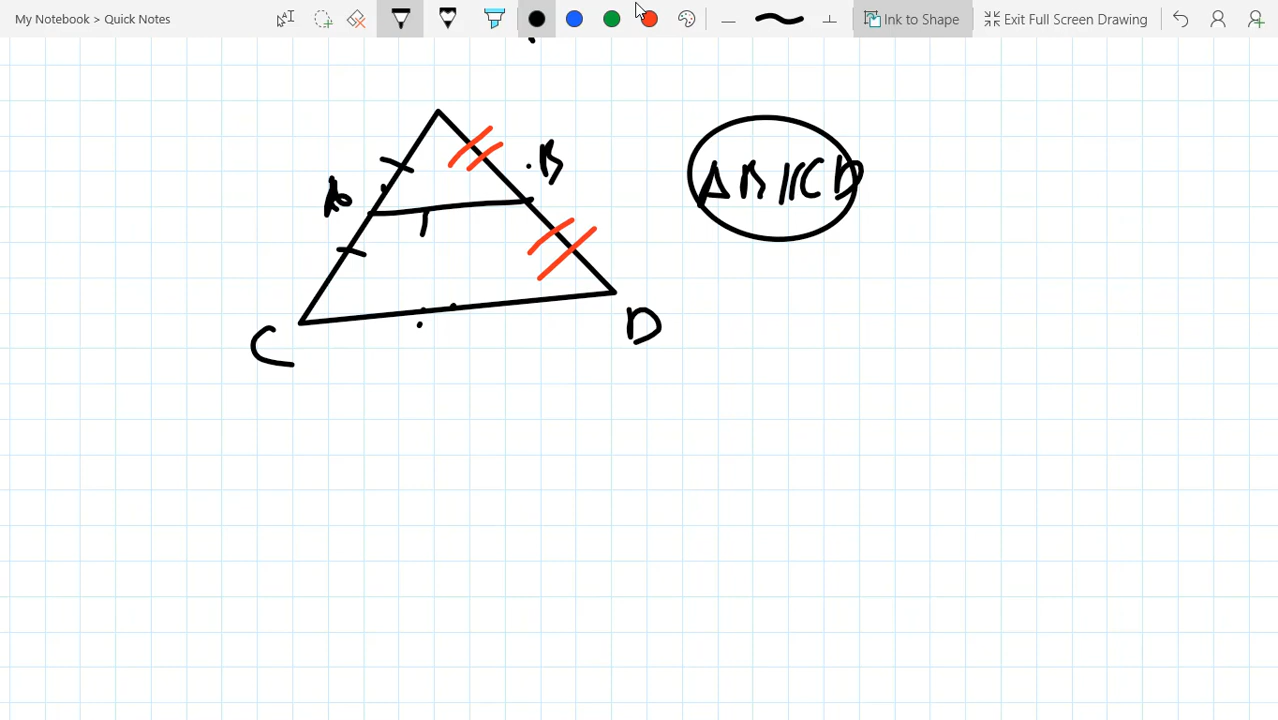 My Notebook > Quick Notes
Ink to Shape
Exit Full Screen Drawing
A
B
AB//CD
C
D